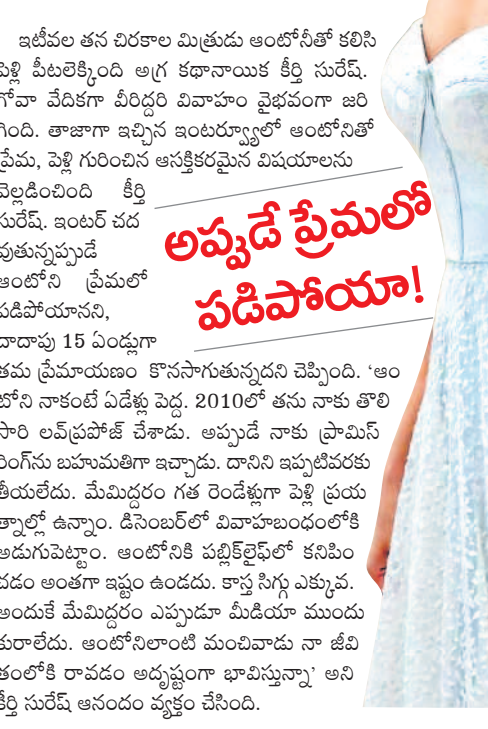 ఇటీవల తన చిరకాల మిత్రుడు ఆంటోనీతో కలిసి
పెళ్లి పీటలెక్కింది అగ్ర కథానాయిక కీర్తి సురేష్.
గోవా వేదికగా వీరిద్దరి వివాహం వైభవంగా జరి
గింది. తాజాగా ఇచ్చిన ఇంటర్వ్యూలో ఆంటోనితో
ప్రేమ, పెళ్లి గురించిన ఆసక్తికరమైన విషయాలను
వెల్లడించింది కీర్తి
సురేష్. ఇంటర్ చద
వుతున్నప్పుడే
ఆంటోని ప్రేమలో
పడిపోయానని,
దాదాపు 15 ఏండ్లుగా
అప్పుడే ప్రేమలో
పడిపోయా!
తమ ప్రేమాయణం కొనసాగుతున్నదని చెప్పింది. ‘ఆం
టోని నాకంటే ఏడేళ్లు పెద్ద. 2010లో తను నాకు తొలి
సారి లవ్‌ప్రపోజ్ చేశాడు. అప్పుడే నాకు ప్రామిస్
రింగ్‌ను బహుమతిగా ఇచ్చాడు. దానిని ఇప్పటివరకు
తీయలేదు. మేమిద్దరం గత రెండేళ్లుగా పెళ్లి ప్రయ
త్నాల్లో ఉన్నాం. డిసెంబర్‌లో వివాహబంధంలోకి
అడుగుపెట్టాం. ఆంటోనికి పబ్లిక్‌లైఫ్‌లో కనిపిం
చడం అంతగా ఇష్టం ఉండదు. కాస్త సిగ్గు ఎక్కువ.
అందుకే మేమిద్దరం ఎప్పుడూ మీడియా ముందు
కురాలేదు. ఆంటోనిలాంటి మంచివాడు నా జీవి
తంలోకి రావడం అదృష్టంగా భావిస్తున్నా’ అని
కీర్తి సురేష్ ఆనందం వ్యక్తం చేసింది.